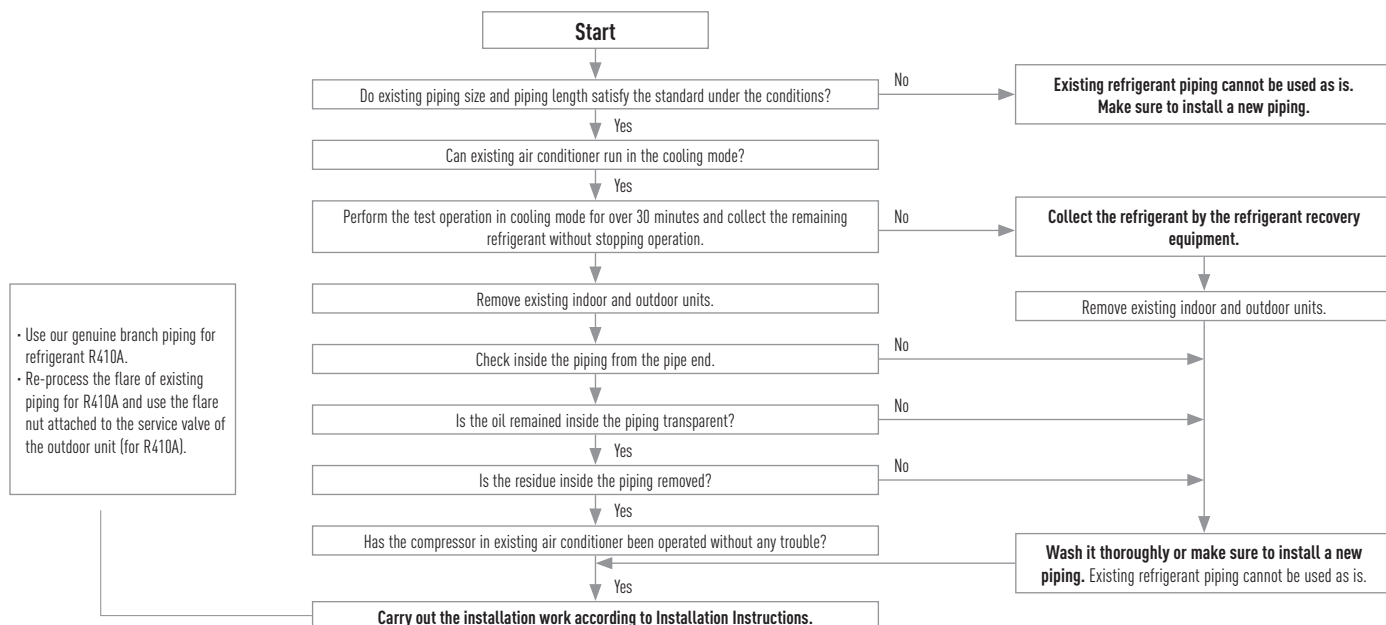 Start
Do existing piping size and piping length satisfy the standard under the conditions?
No
Existing refrigerant piping cannot be used as is.
Make sure to install a new piping.
Yes
Can existing air conditioner run in the cooling mode?
Yes
Perform the test operation in cooling mode for over 30 minutes and collect the remaining
refrigerant without stopping operation.
No
Collect the refrigerant by the refrigerant recovery
equipment.
Remove existing indoor and outdoor units.
Remove existing indoor and outdoor units.
• Use our genuine branch piping for
refrigerant R410A.
• Re-process the flare of existing
piping for R410A and use the flare
nut attached to the service valve of
the outdoor unit (for R410A).
Check inside the piping from the pipe end.
No
Is the oil remained inside the piping transparent?
No
Yes
Is the residue inside the piping removed?
No
Yes
Has the compressor in existing air conditioner been operated without any trouble?
Wash it thoroughly or make sure to install a new
piping. Existing refrigerant piping cannot be used as is.
Yes
Carry out the installation work according to Installation Instructions.